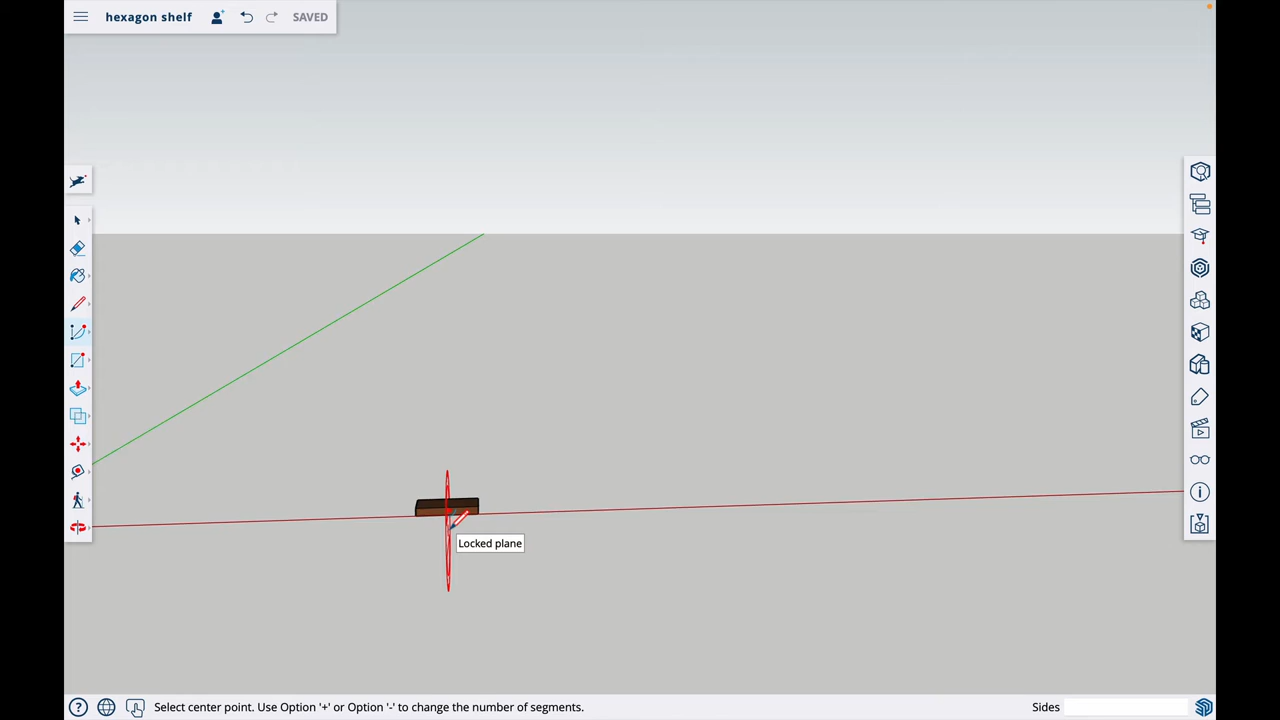 hexagon shelf SAVED
Locked plane
? Select center point. Use Option '+' or Option '-' to change the number of segments. Sides